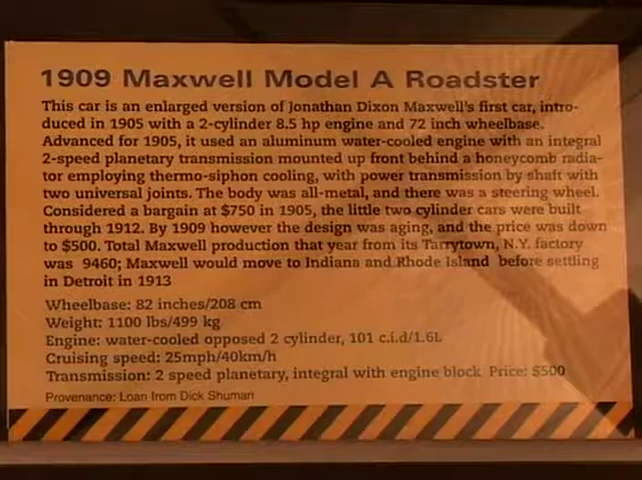 1909 Maxwell Model A Roadster
This car is an enlarged version of Jonathan Dixon Maxwell's first car, intro-
duced in 1905 with a 2-cylinder 8.5 hp engine and 72 inch wheelbase.
Advanced for 1905, it used an aluminum water-cooled engine with an integral
2-speed planetary transmission mounted up front behind a honeycomb radia-
tor employing thermo-siphon cooling, with power transmission by shaft with
two universal joints. The body was all-metal, and there was a steering wheel.
Considered a bargain at $750 in 1905, the little two cylinder cars were built
through 1912. By 1909 however the design was aging, and the price was down
to $500. Total Maxwell production that year from its Tarrytown, N.Y. factory
was 9460; Maxwell would move to Indiana and Rhode Island before settling
in Detroit in 1913
Wheelbase: 82 inches/208 cm
Weight: 1100 lbs/499 kg
Engine: water-cooled opposed 2 cylinder, 101 c.i.d/1.6L
Cruising speed: 25mph/40km/h
Transmission: 2 speed planetary, integral with engine block Price: $500
Provenance: Loan from Dick Shuman